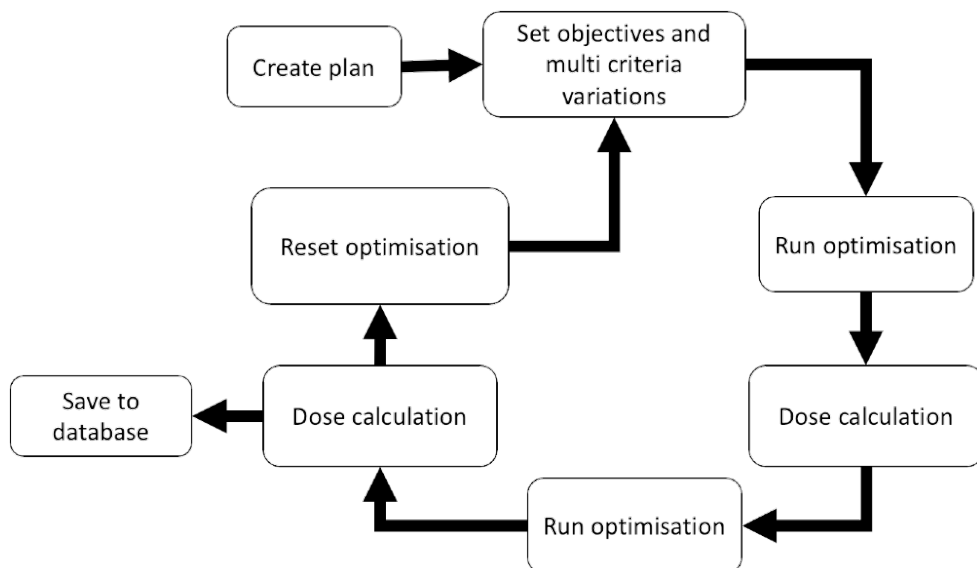 Create plan
Set objectives and
multi criteria
variations
Reset optimisation
Run optimisation
Save to
database
Dose calculation
Dose calculation
Run optimisation